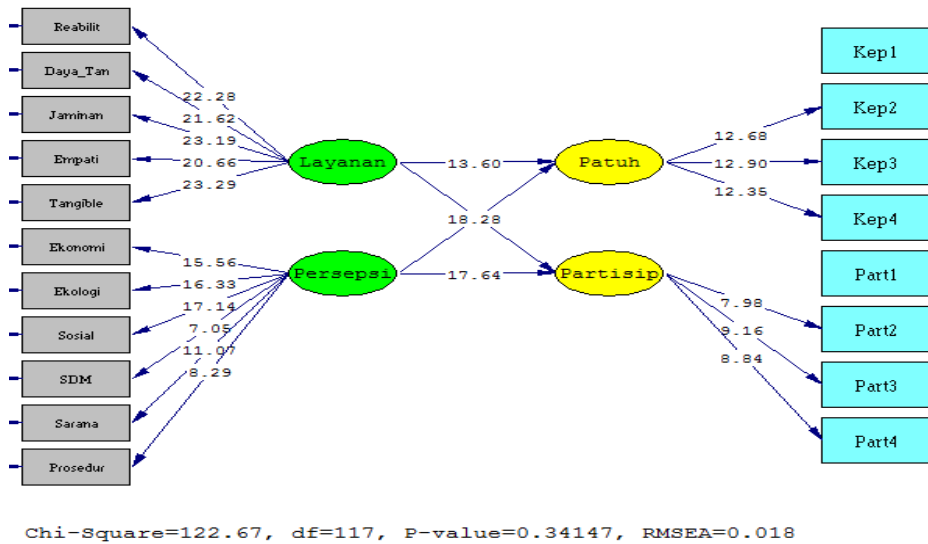 Reabilit
Daya_Tan
Jaminan
Empati
Tangible
Ekonomi
Ekologi
Sosial
SDM
Sarana
Prosedur
22.28
21.62
23.19
20.66
23.29
15.56
16.33
17.14
7.05
11.07
8.29
Layanan
Persepsi
13.60
18.28
17.64
Patuh
Partisip
12.68
12.90
12.35
7.98
9.16
8.84
Kep1
Kep2
Kep3
Kep4
Part1
Part2
Part3
Part4
Chi-Square=122.67, df=117, P-value=0.34147, RMSEA=0.018